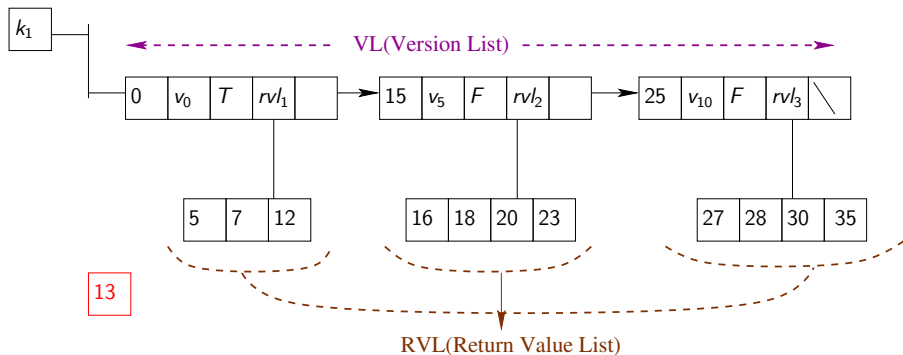 k₁
VL(Version List)
0 v₀ T rvl₁ 15 v₅ F rvl₂ 25 v₁₀ F rvl₃
5 7 12 16 18 20 23 27 28 30 35
13
RVL(Return Value List)